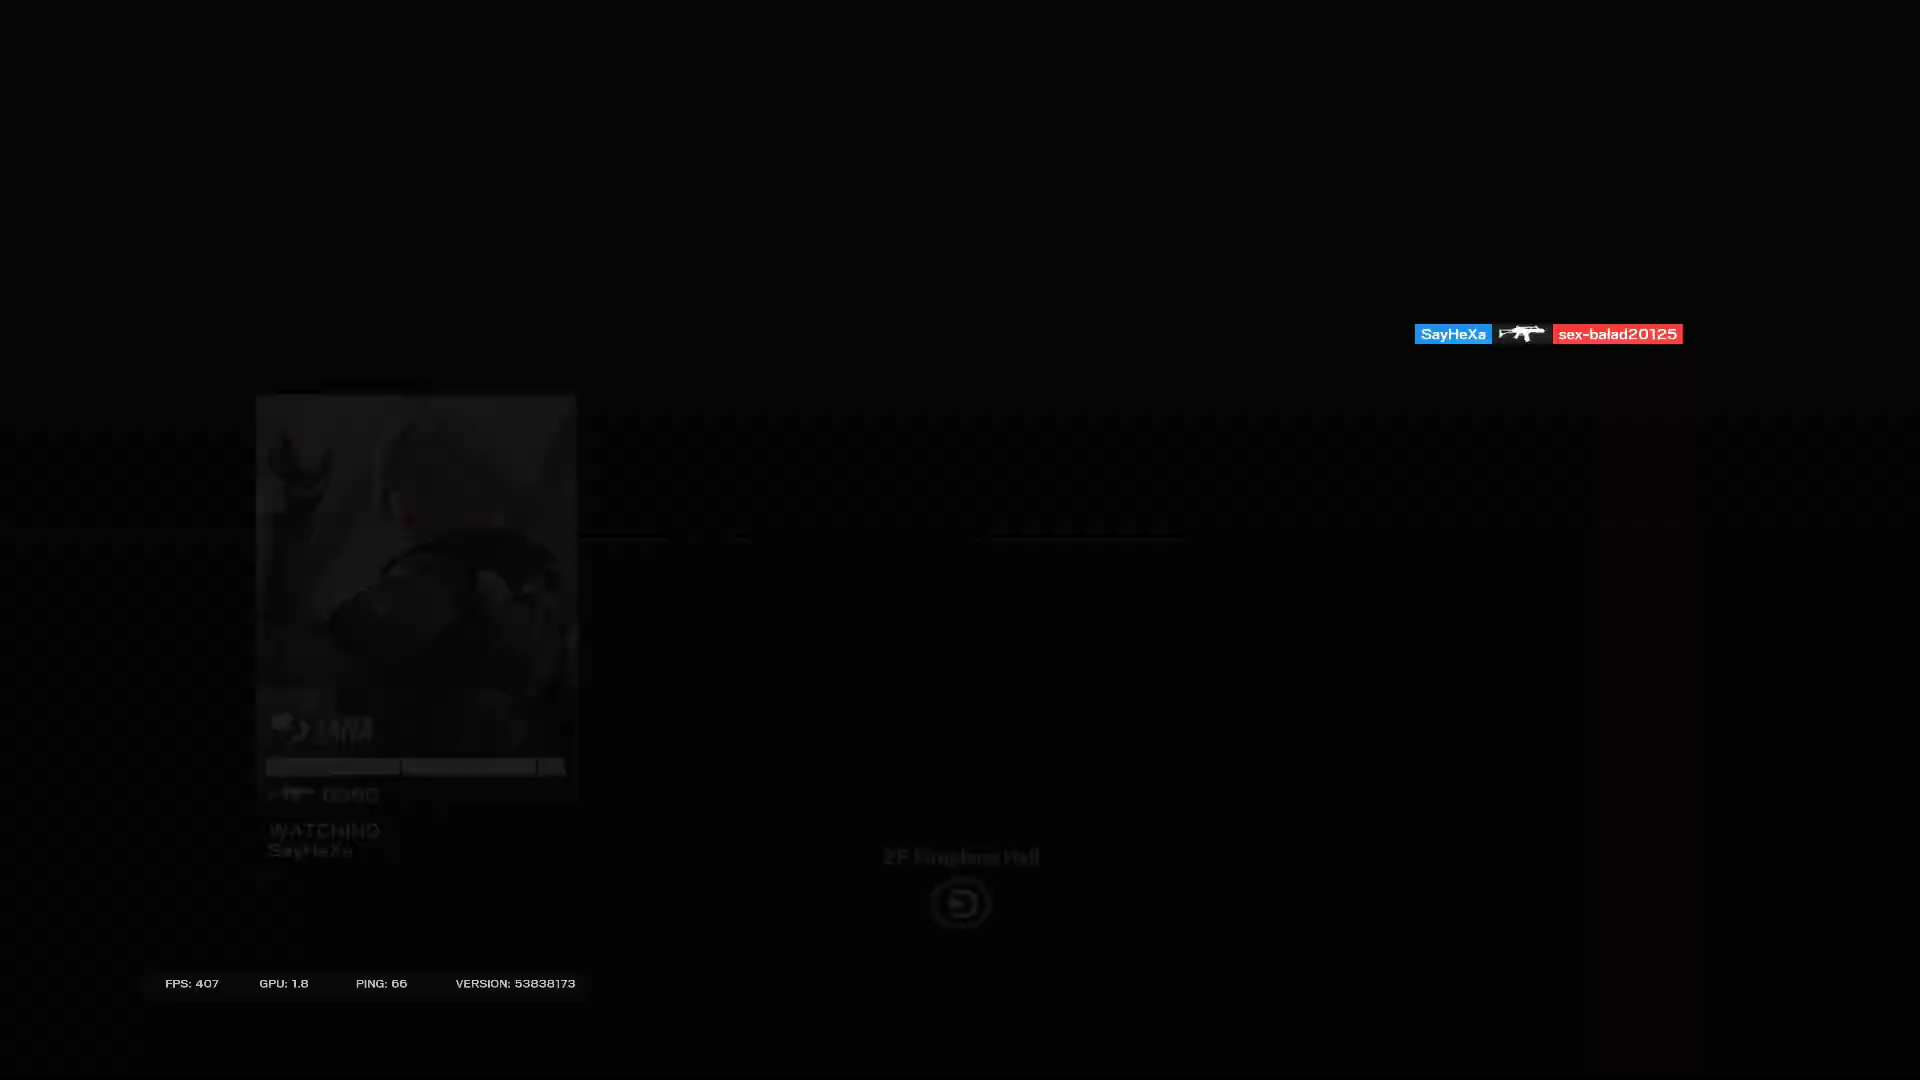 SayHeXa sex-balad20125
WATCHING
SayHeXa
FPS: 407 GPU: 1.8 PING: 66 VERSION: 53838173